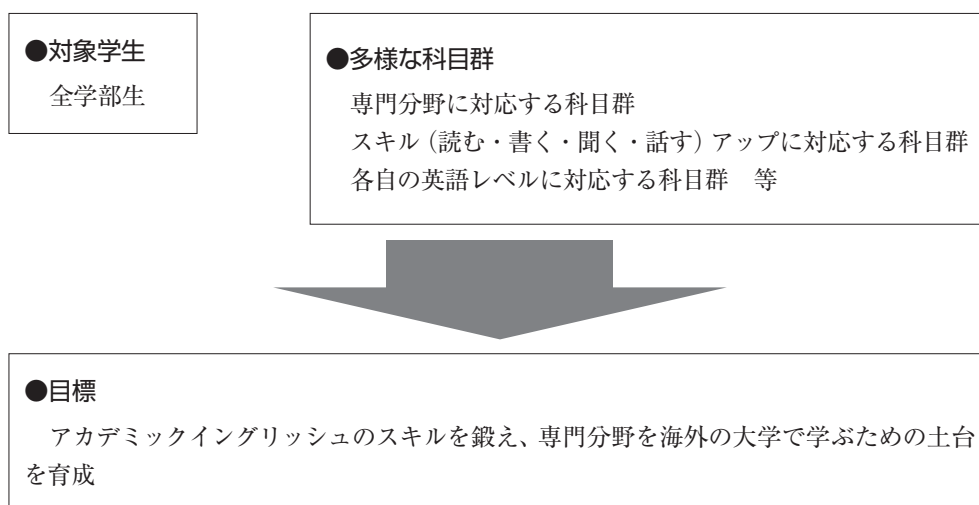 ●対象学生
全学部生
●多様な科目群
専門分野に対応する科目群
スキル（読む・書く・聞く・話す）アップに対応する科目群
各自の英語レベルに対応する科目群　等
●目標
アカデミックイングリッシュのスキルを鍛え、専門分野を海外の大学で学ぶための土台
を育成